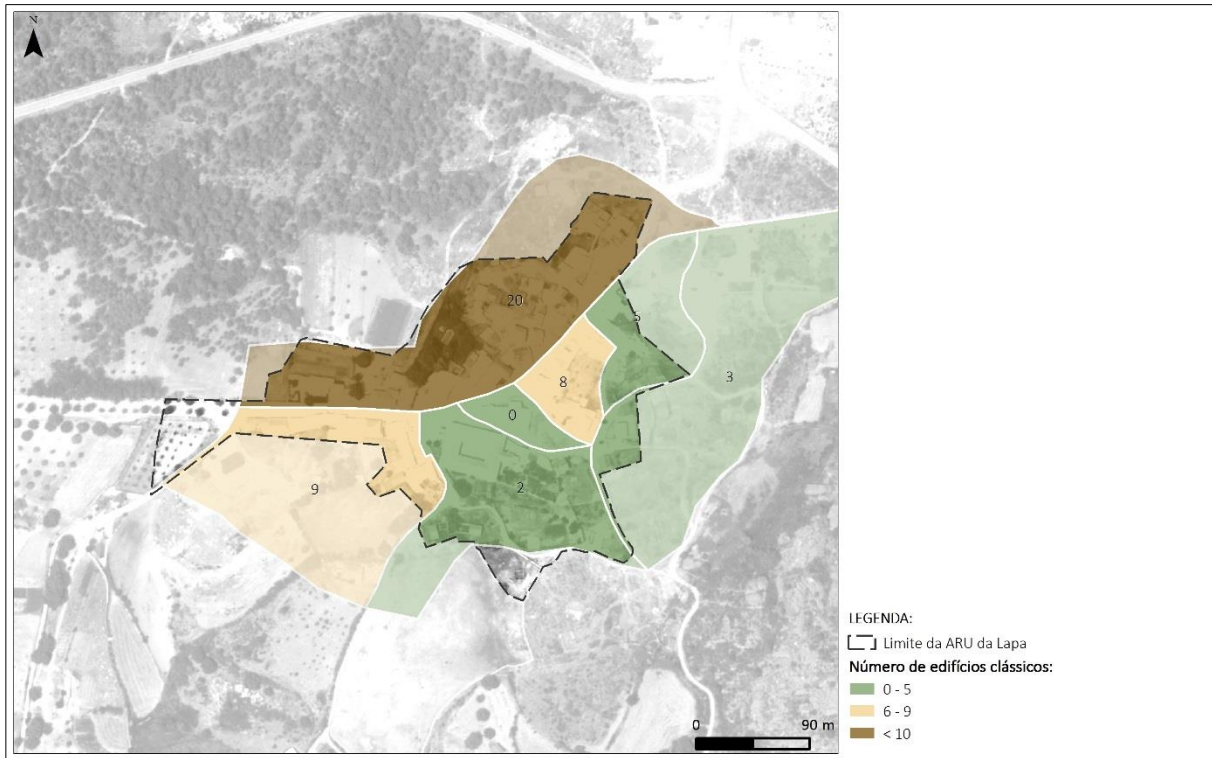 N
20
5
8
3
0
9
2
0 90 m
LEGENDA:
Limite da ARU da Lapa
Número de edifícios clássicos:
0 - 5
6 - 9
< 10